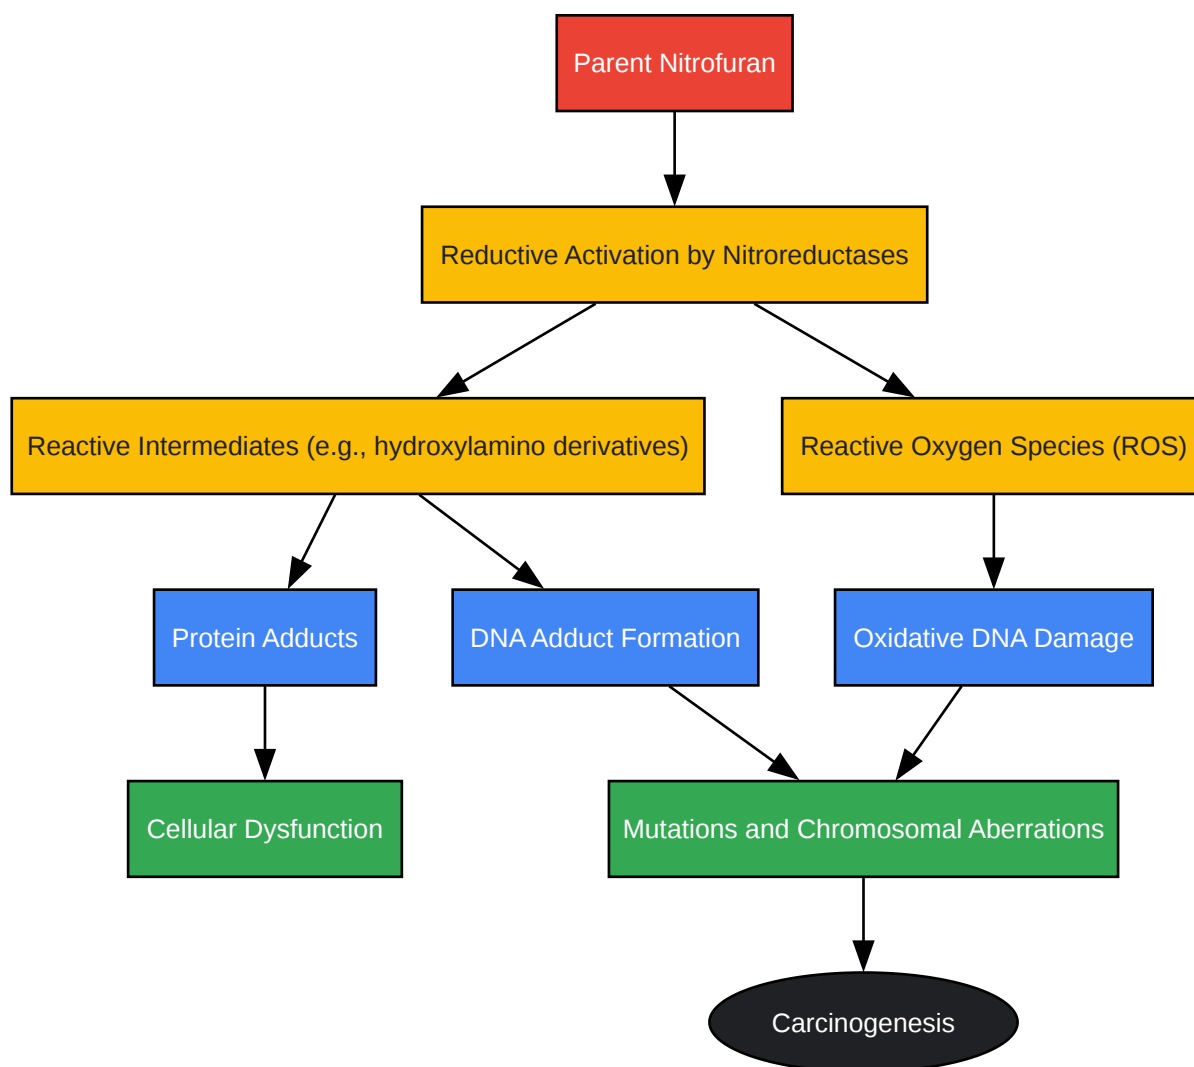 Parent Nitrofuran
Reductive Activation by Nitroreductases
Reactive Intermediates (e.g., hydroxylamino derivatives)
Reactive Oxygen Species (ROS)
Protein Adducts
DNA Adduct Formation
Oxidative DNA Damage
Cellular Dysfunction
Mutations and Chromosomal Aberrations
Carcinogenesis